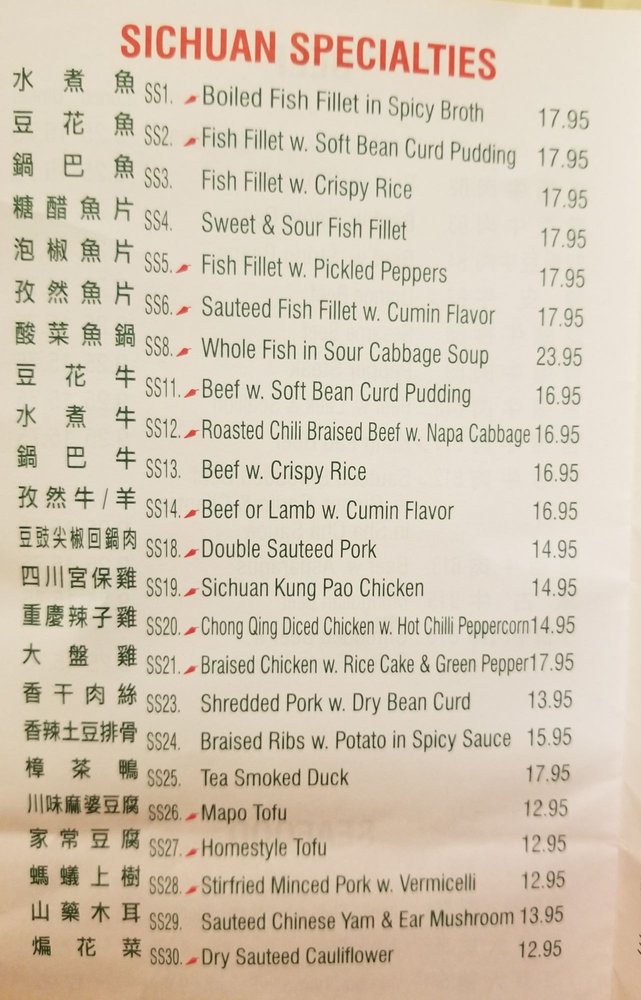 SICHUAN SPECIALTIES
水煮魚 SS1. Boiled Fish Fillet in Spicy Broth 17.95
豆花魚 SS2. Fish Fillet w. Soft Bean Curd Pudding 17.95
鍋巴魚 SS3. Fish Fillet w. Crispy Rice 17.95
糖醋魚片 SS4. Sweet & Sour Fish Fillet 17.95
泡椒魚片 SS5. Fish Fillet w. Pickled Peppers 17.95
孜然魚片 SS6. Sauteed Fish Fillet w. Cumin Flavor 17.95
酸菜魚鍋 SS8. Whole Fish in Sour Cabbage Soup 23.95
豆花牛 SS11. Beef w. Soft Bean Curd Pudding 16.95
水煮牛 SS12. Roasted Chili Braised Beef w. Napa Cabbage 16.95
鍋巴牛 SS13. Beef w. Crispy Rice 16.95
孜然牛/羊 SS14. Beef or Lamb w. Cumin Flavor 16.95
豆豉尖椒回鍋肉 SS18. Double Sauteed Pork 14.95
四川宮保雞 SS19. Sichuan Kung Pao Chicken 14.95
重慶辣子雞 SS20. Chong Qing Diced Chicken w. Hot Chilli Peppercorn 14.95
大盤雞 SS21. Braised Chicken w. Rice Cake & Green Pepper 17.95
香干肉絲 SS23. Shredded Pork w. Dry Bean Curd 13.95
香辣土豆排骨 SS24. Braised Ribs w. Potato in Spicy Sauce 15.95
樟茶鴨 SS25. Tea Smoked Duck 17.95
川味麻婆豆腐 SS26. Mapo Tofu 12.95
家常豆腐 SS27. Homestyle Tofu 12.95
螞蟻上樹 SS28. Stirfried Minced Pork w. Vermicelli 12.95
山藥木耳 SS29. Sauteed Chinese Yam & Ear Mushroom 13.95
煸花菜 SS30. Dry Sauteed Cauliflower 12.95